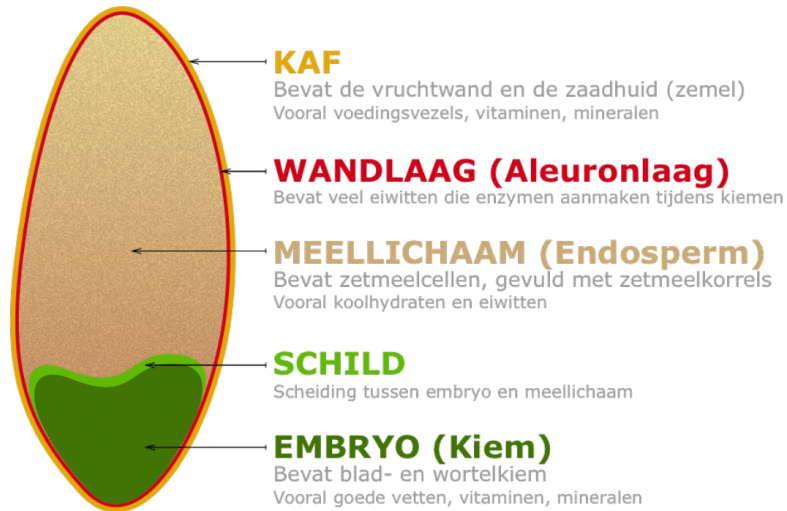 KAF
Bevat de vruchtwand en de zaadhuid (zemel)
Vooral voedingsvezels, vitaminen, mineralen
WANDLAAG (Aleuronlaag)
Bevat veel eiwitten die enzymen aanmaken tijdens kiemen
MEELLICHAAM (Endosperm)
Bevat zetmeelcellen, gevuld met zetmeelkorrels
Vooral koolhydraten en eiwitten
SCHILD
Scheiding tussen embryo en meellichaam
EMBRYO (Kiem)
Bevat blad- en wortelkiem
Vooral goede vetten, vitaminen, mineralen